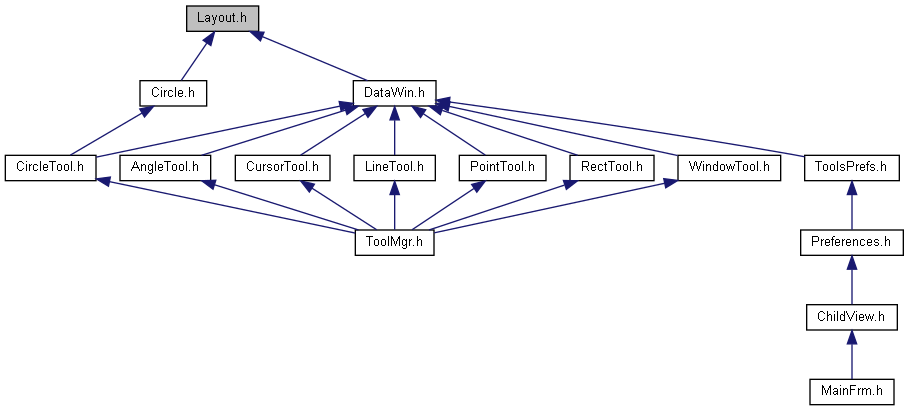 Layout.h
Circle.h
DataWin.h
CircleTool.h
AngleTool.h
CursorTool.h
LineTool.h
PointTool.h
RectTool.h
WindowTool.h
ToolsPrefs.h
ToolMgr.h
Preferences.h
ChildView.h
MainFrm.h